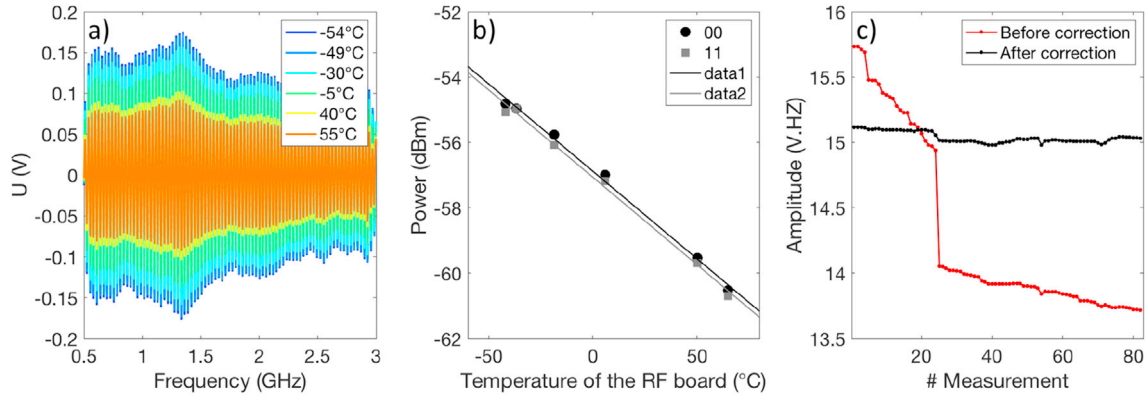 a)
U (V)
0.2
0.15
0.1
0.05
0
-0.05
-0.1
-0.15
-0.2
0.5
1
1.5
2
2.5
3
Frequency (GHz)
-54°C
-49°C
-30°C
-5°C
40°C
55°C
b)
Power (dBm)
-52
-54
-56
-58
-60
-62
-50
0
50
Temperature of the RF board (°C)
00
11
data1
data2
c)
Amplitude (V.HZ)
16
15.5
15
14.5
14
13.5
20
40
60
80
# Measurement
Before correction
After correction